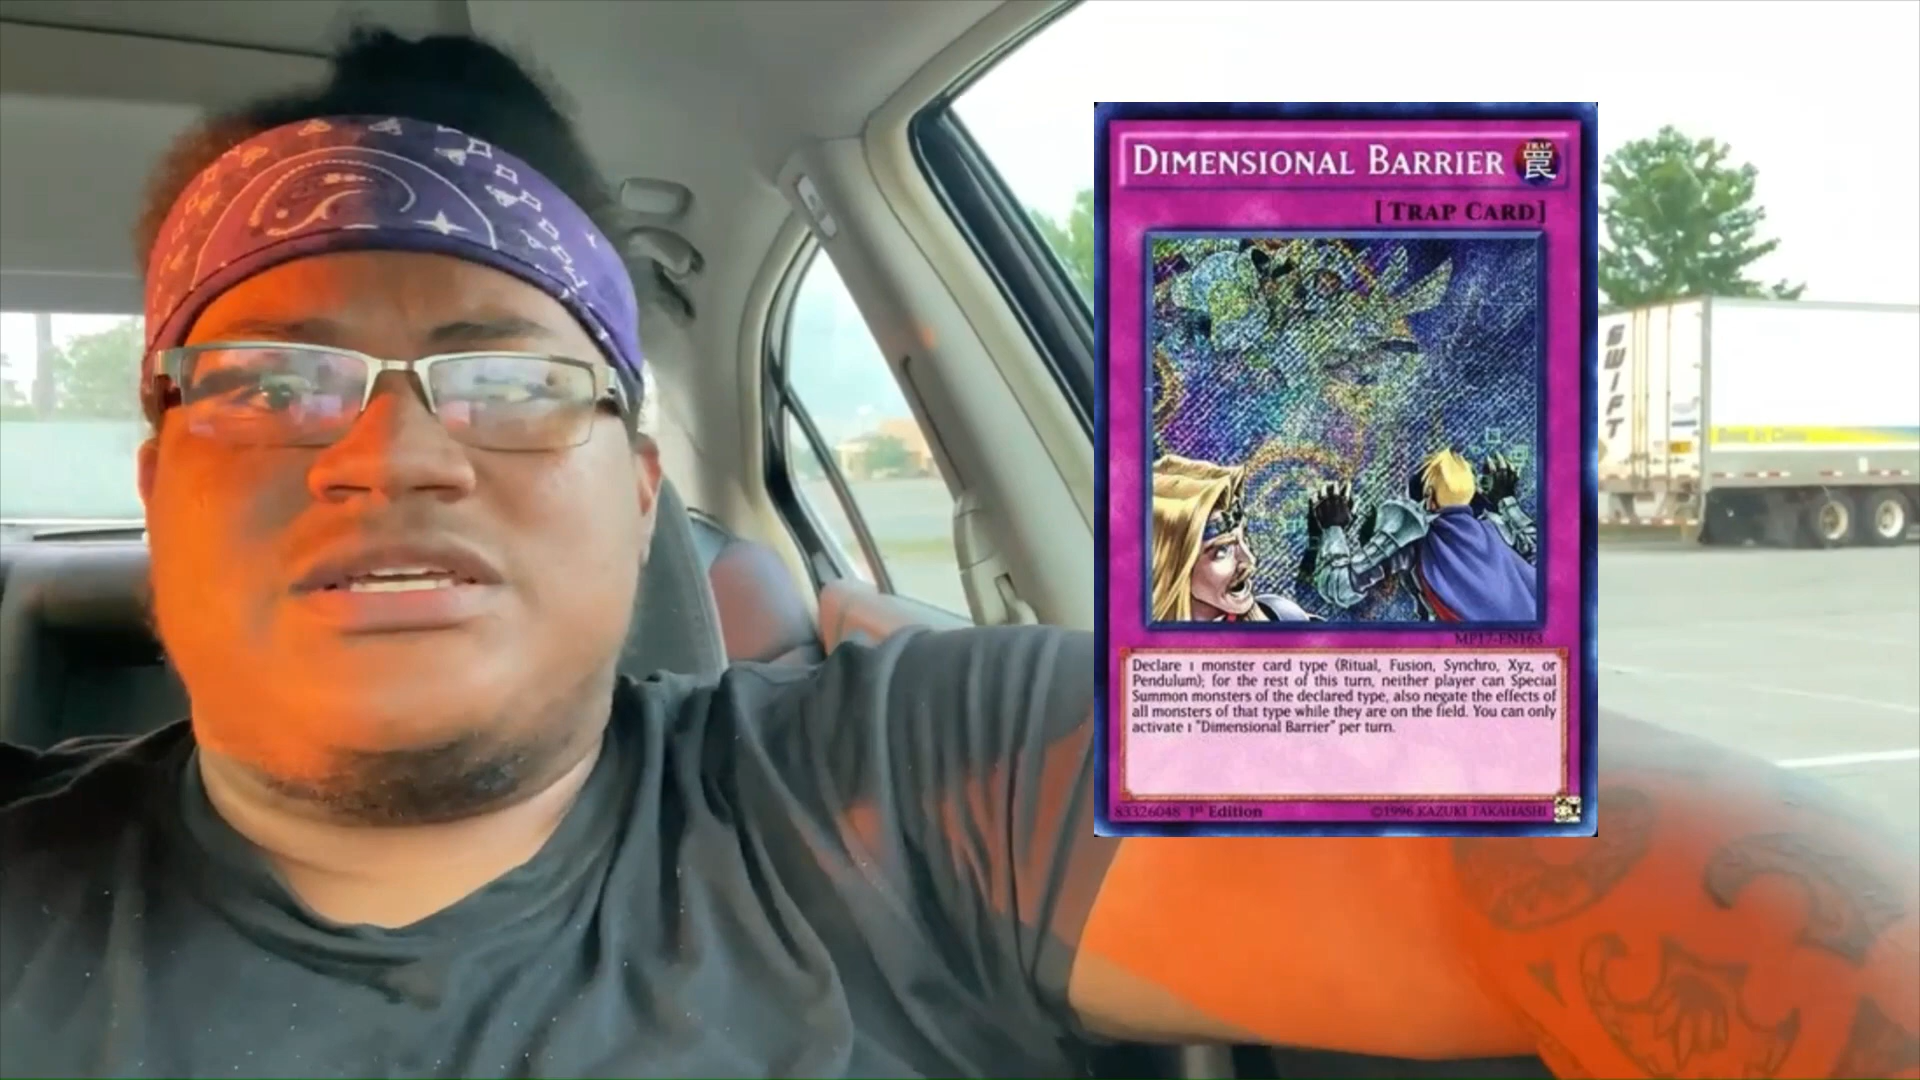 DIMENSIONAL BARRIER
TRAP
罠
[TRAP CARD]
MP17-EN163
Declare 1 monster card type (Ritual, Fusion, Synchro, Xyz, or
Pendulum); for the rest of this turn, neither player can Special
Summon monsters of the declared type, also negate the effects of
all monsters of that type while they are on the field. You can only
activate 1 "Dimensional Barrier" per turn.
83326048 1st Edition
©1996 KAZUKI TAKAHASHI
SWIFT